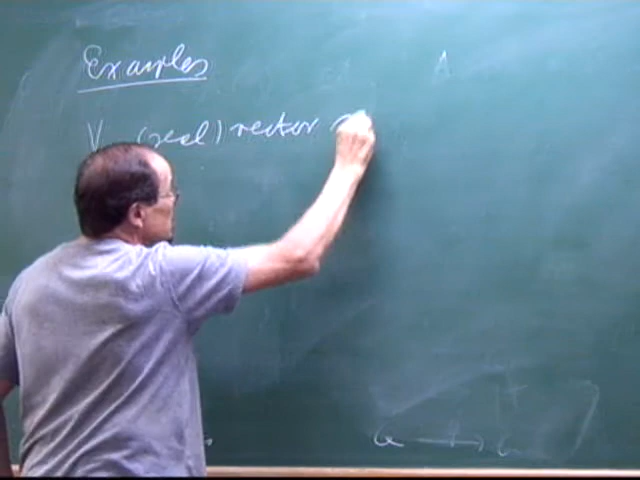 Examples
A
V (real) vector
G → G